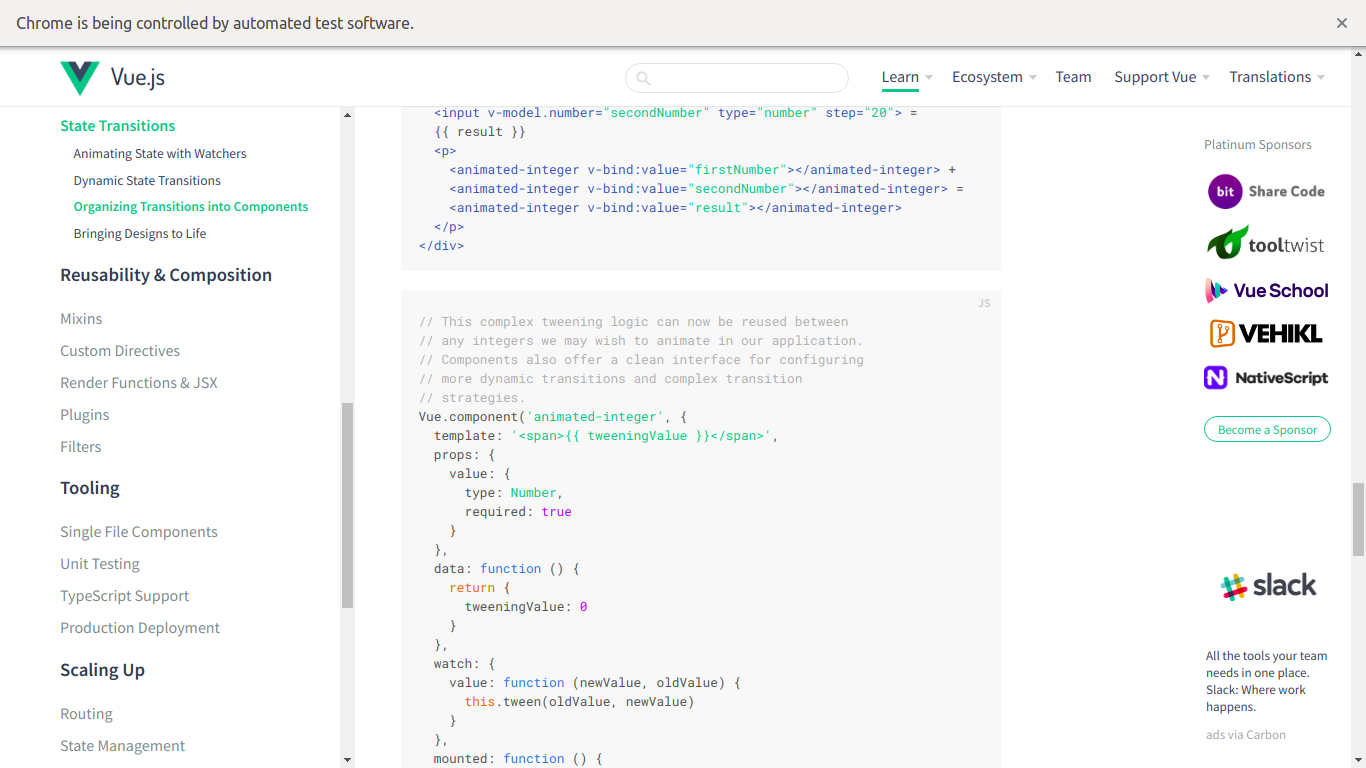 Chrome is being controlled by automated test software.
Vue.js
Learn
Ecosystem
Team
Support Vue
Translations
State Transitions
Animating State with Watchers
Dynamic State Transitions
Organizing Transitions into Components
Bringing Designs to Life
Reusability & Composition
Mixins
Custom Directives
Render Functions & JSX
Plugins
Filters
Tooling
Single File Components
Unit Testing
TypeScript Support
Production Deployment
Scaling Up
Routing
State Management
<input v-model.number="secondNumber" type="number" step="20"> =
{{ result }}
<p>
<animated-integer v-bind:value="firstNumber"></animated-integer> +
<animated-integer v-bind:value="secondNumber"></animated-integer> =
<animated-integer v-bind:value="result"></animated-integer>
</p>
</div>
JS
// This complex tweening logic can now be reused between
// any integers we may wish to animate in our application.
// Components also offer a clean interface for configuring
// more dynamic transitions and complex transition
// strategies.
Vue.component('animated-integer', {
template: '<span>{{ tweeningValue }}</span>',
props: {
value: {
type: Number,
required: true
}
},
data: function () {
return {
tweeningValue: 0
}
},
watch: {
value: function (newValue, oldValue) {
this.tween(oldValue, newValue)
}
},
mounted: function () {
Platinum Sponsors
bit Share Code
tooltwist
Vue School
VEHIKL
NativeScript
Become a Sponsor
slack
All the tools your team
needs in one place.
Slack: Where work
happens.
ads via Carbon